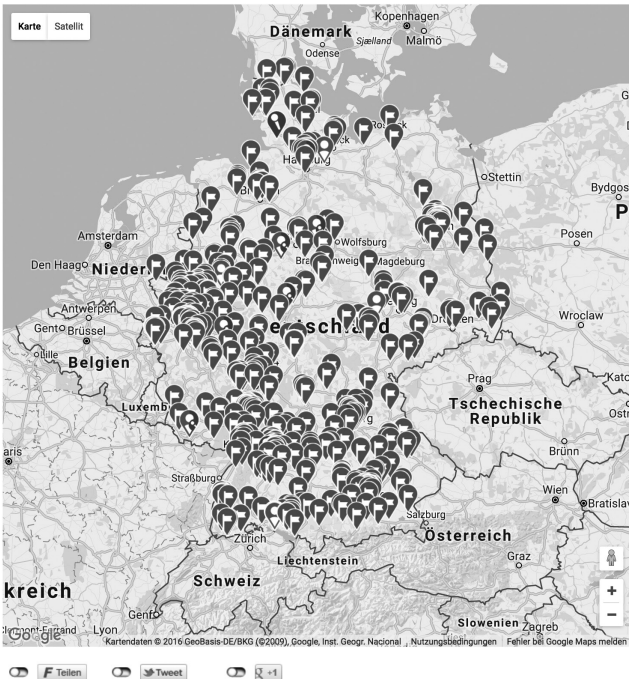 Karte Satellit
Kopenhagen
Dänemark
Malmö
Sjælland
Odense
Stettin
Bydgos
Amsterdam
Wolfsburg
Posen
Magdeburg
Den Haag
Antwerpen
Gent
Brüssel
Wroclaw
Lille
Belgien
Prag
Luxemb
Tschechische
Republik
Brünn
Straßburg
Wien
Bratislav
Salzburg
Zürich
Österreich
Liechtenstein
Graz
Schweiz
kreich
Genf
Slowenien
Zagreb
Lyon
Google
Kartendaten © 2016 GeoBasis-DE/BKG (©2009), Google, Inst. Geogr. Nacional Nutzungsbedingungen Fehler bei Google Maps melden
Teilen Tweet +1